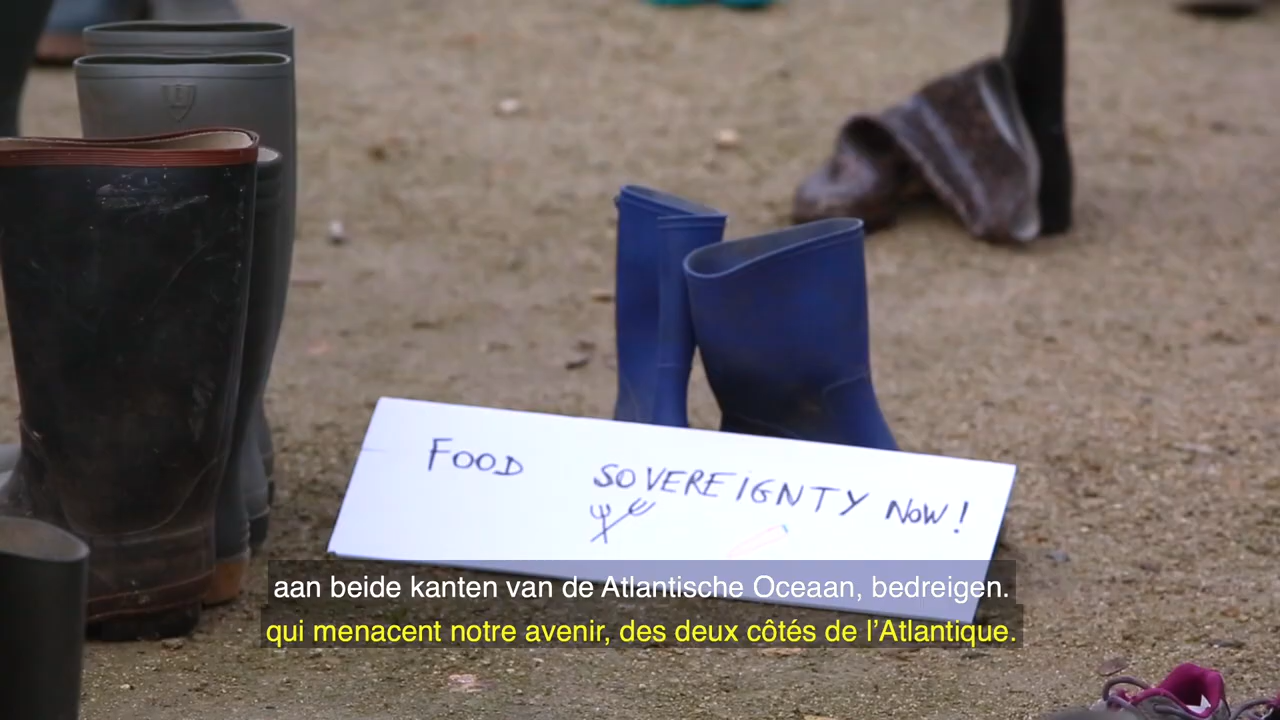 FOOD SOVEREIGNTY NOW!
aan beide kanten van de Atlantische Oceaan, bedreigen.
qui menacent notre avenir, des deux côtés de l'Atlantique.